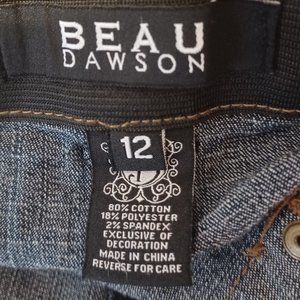 BEAU
DAWSON
12
80% COTTON
18% POLYESTER
2% SPANDEX
EXCLUSIVE OF
DECORATION
MADE IN CHINA
REVERSE FOR CARE